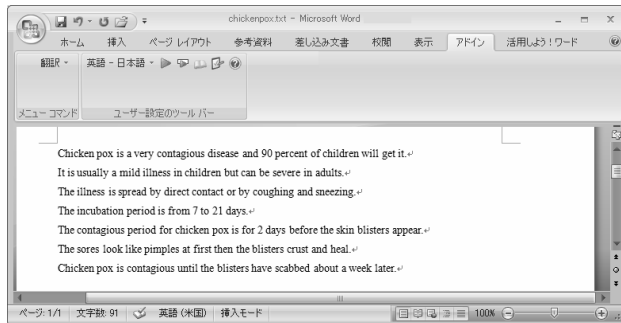 chickenpox.txt - Microsoft Word
ホーム 挿入 ページ レイアウト 参考資料 差し込み文書 校閲 表示 アドイン 活用しよう！ワード
翻訳 英語 - 日本語
メニュー コマンド ユーザー設定のツール バー
Chicken pox is a very contagious disease and 90 percent of children will get it.
It is usually a mild illness in children but can be severe in adults.
The illness is spread by direct contact or by coughing and sneezing.
The incubation period is from 7 to 21 days.
The contagious period for chicken pox is for 2 days before the skin blisters appear.
The sores look like pimples at first then the blisters crust and heal.
Chicken pox is contagious until the blisters have scabbed about a week later.
ページ: 1/1 文字数: 91 英語 (米国) 挿入モード 100%